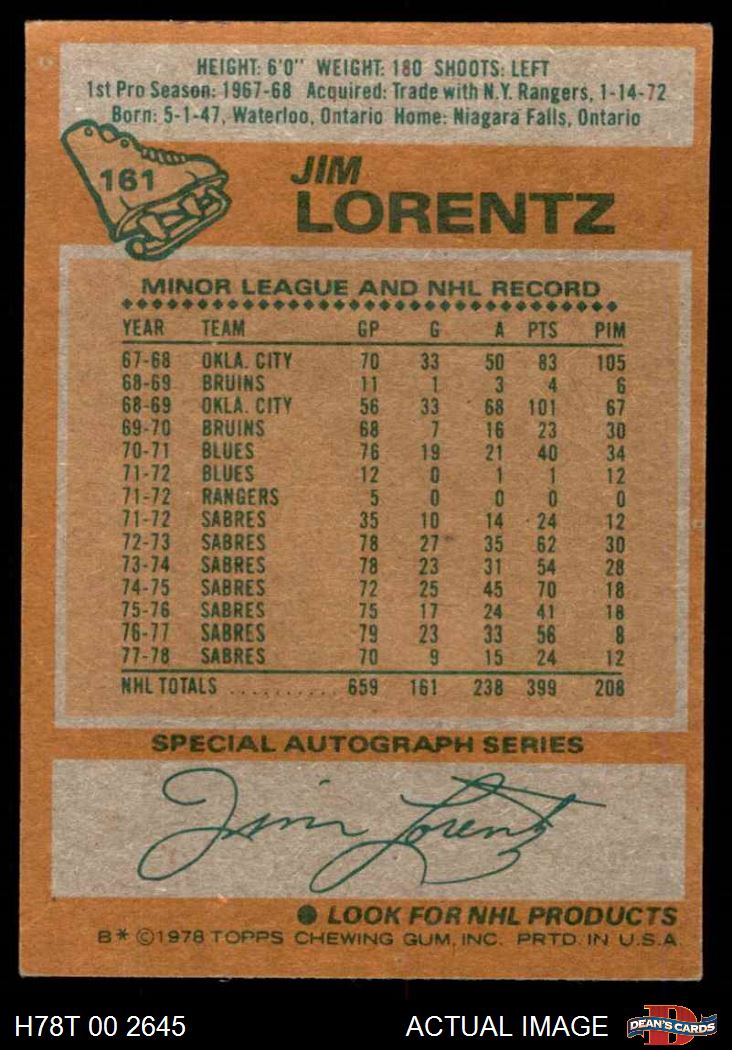 HEIGHT: 6'0" WEIGHT: 180 SHOOTS: LEFT
1st Pro Season: 1967-68 Acquired: Trade with N.Y. Rangers, 1-14-72
Born: 5-1-47, Waterloo, Ontario Home: Niagara Falls, Ontario
161
JIM
LORENTZ
MINOR LEAGUE AND NHL RECORD
YEAR TEAM GP G A PTS PIM
67-68 OKLA. CITY 70 33 50 83 105
68-69 BRUINS 11 1 3 4 6
68-69 OKLA. CITY 56 33 68 101 67
69-70 BRUINS 68 7 16 23 30
70-71 BLUES 76 19 21 40 34
71-72 BLUES 12 0 1 1 12
71-72 RANGERS 5 0 0 0 0
71-72 SABRES 35 10 14 24 12
72-73 SABRES 78 27 35 62 30
73-74 SABRES 78 23 31 54 28
74-75 SABRES 72 25 45 70 18
75-76 SABRES 75 17 24 41 18
76-77 SABRES 79 23 33 56 8
77-78 SABRES 70 9 15 24 12
NHL TOTALS .......... 659 161 238 399 208
SPECIAL AUTOGRAPH SERIES
Jim Lorentz
● LOOK FOR NHL PRODUCTS
B* ©1978 TOPPS CHEWING GUM, INC. PRTD. IN U.S.A.
H78T 00 2645 ACTUAL IMAGE D DEAN'S CARDS